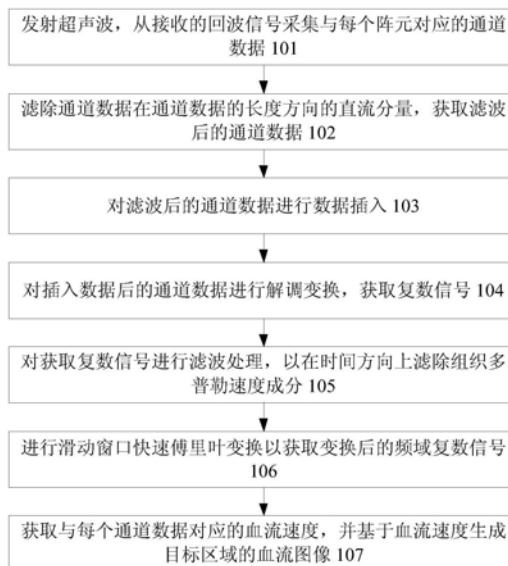 发射超声波，从接收的回波信号采集与每个阵元对应的通道
数据 101
滤除通道数据在通道数据的长度方向的直流分量，获取滤波
后的通道数据 102
对滤波后的通道数据进行数据插入 103
对插入数据后的通道数据进行解调变换，获取复数信号 104
对获取复数信号进行滤波处理，以在时间方向上滤除组织多
普勒速度成分 105
进行滑动窗口快速傅里叶变换以获取变换后的频域复数信号
106
获取与每个通道数据对应的血流速度，并基于血流速度生成
目标区域的血流图像 107